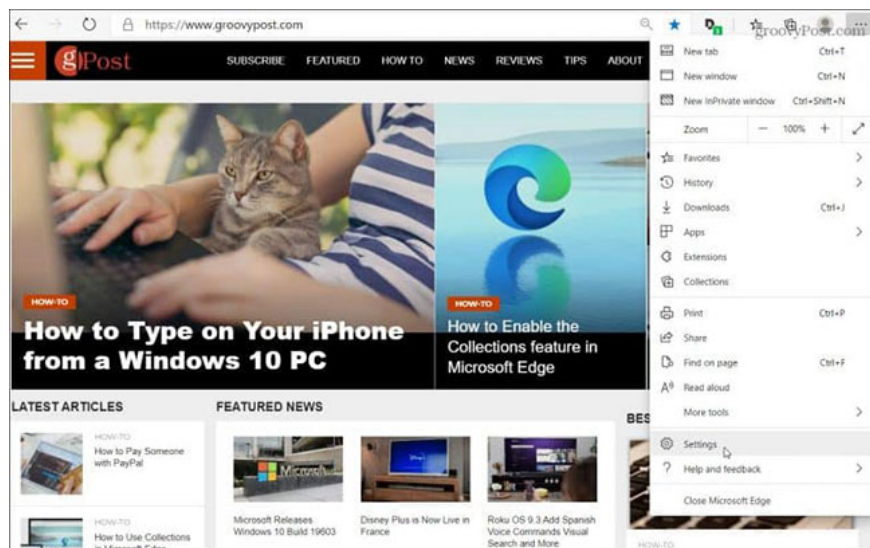 https://www.groovypost.com
groovyPost.com
gPost
SUBSCRIBE FEATURED HOW TO NEWS REVIEWS TIPS ABOUT
HOW-TO
How to Type on Your iPhone
from a Windows 10 PC
HOW-TO
How to Enable the
Collections feature in
Microsoft Edge
LATEST ARTICLES
HOW-TO
How to Pay Someone
with PayPal
HOW-TO
How to Use Collections
in Microsoft Edge
FEATURED NEWS
Microsoft
Microsoft Releases
Windows 10 Build 19603
Disney Plus is Now Live in
France
Roku OS 9.3 Add Spanish
Voice Commands Visual
Search and More
BES
HOW-TO
New tab Ctrl+T
New window Ctrl+N
New InPrivate window Ctrl+Shift+N
Zoom — 100% +
Favorites
History
Downloads Ctrl+J
Apps
Extensions
Collections
Print Ctrl+P
Share
Find on page Ctrl+F
Read aloud
More tools
Settings
? Help and feedback
Close Microsoft Edge